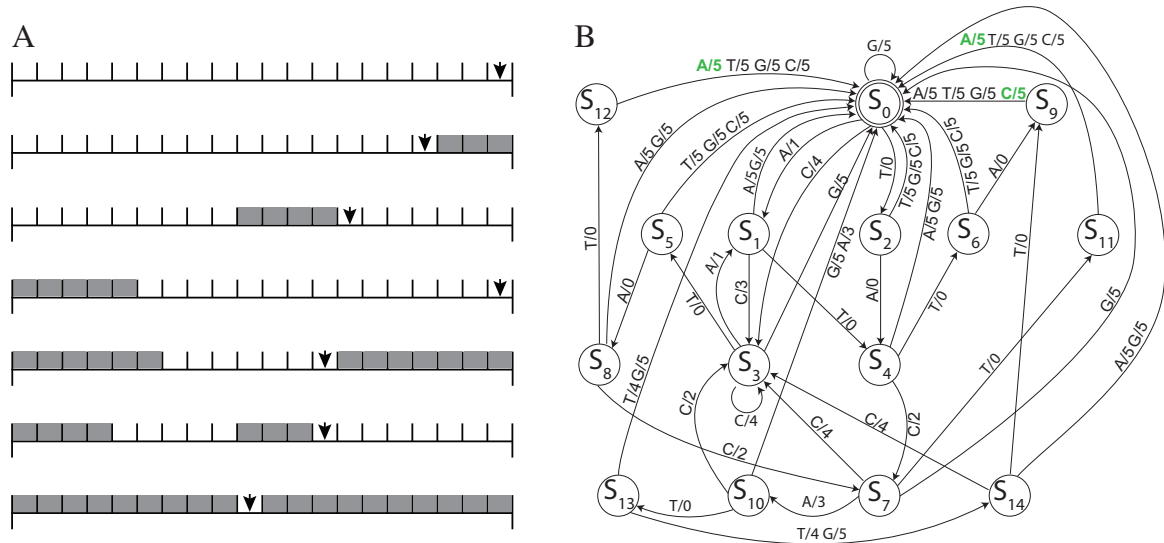 A
B
G/5
A/5 T/5 G/5 C/5
A/5 T/5 G/5 C/5
S12
S0
A/5 T/5 G/5 C/5
S9
A/5 G/5
T/5 G/5 C/5
A/5 G/5
A/1
C/4
G/5
T/0
T/5 G/5 C/5
A/5 G/5
T/5 G/5 C/5
A/0
T/0
S5
S1
S2
S6
S11
G/5 A/3
A/0
T/0
A/1
C/3
T/0
A/0
T/0
T/0
G/5
A/5 G/5
S8
S3
S4
T/0
T/4 G/5
C/2
C/4
C/4
C/2
C/4
C/2
S13
S10
S7
S14
T/0
A/3
T/4 G/5